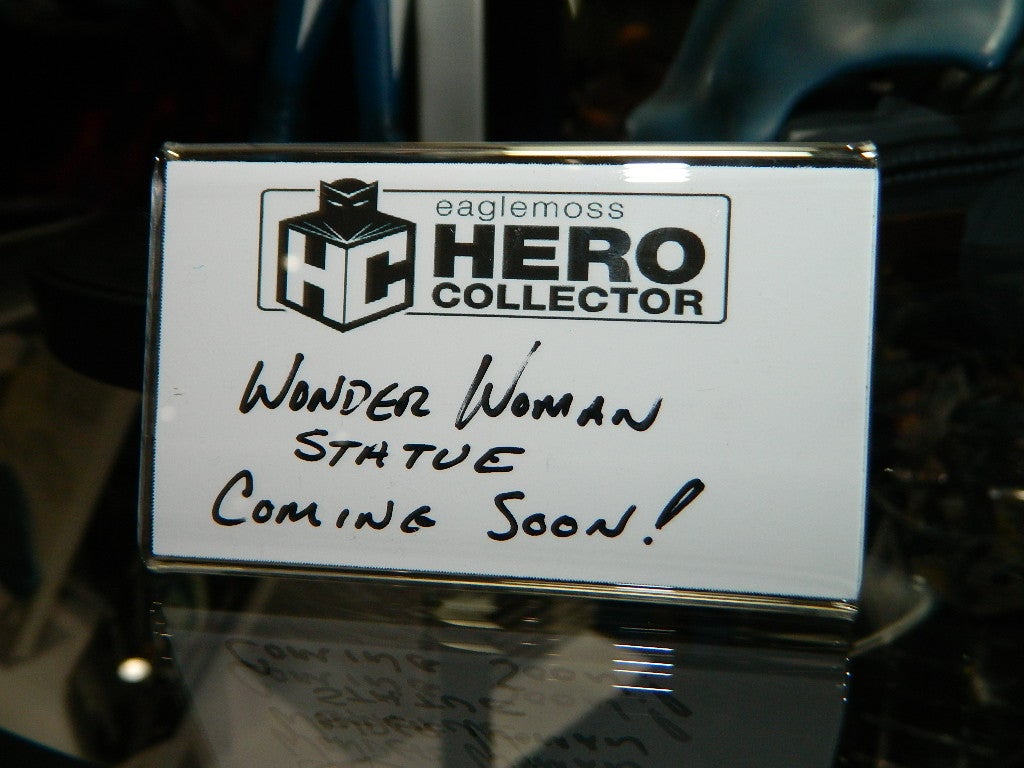 eaglemoss
HC HERO
COLLECTOR
WONDER WOMAN
STATUE
COMING SOON!